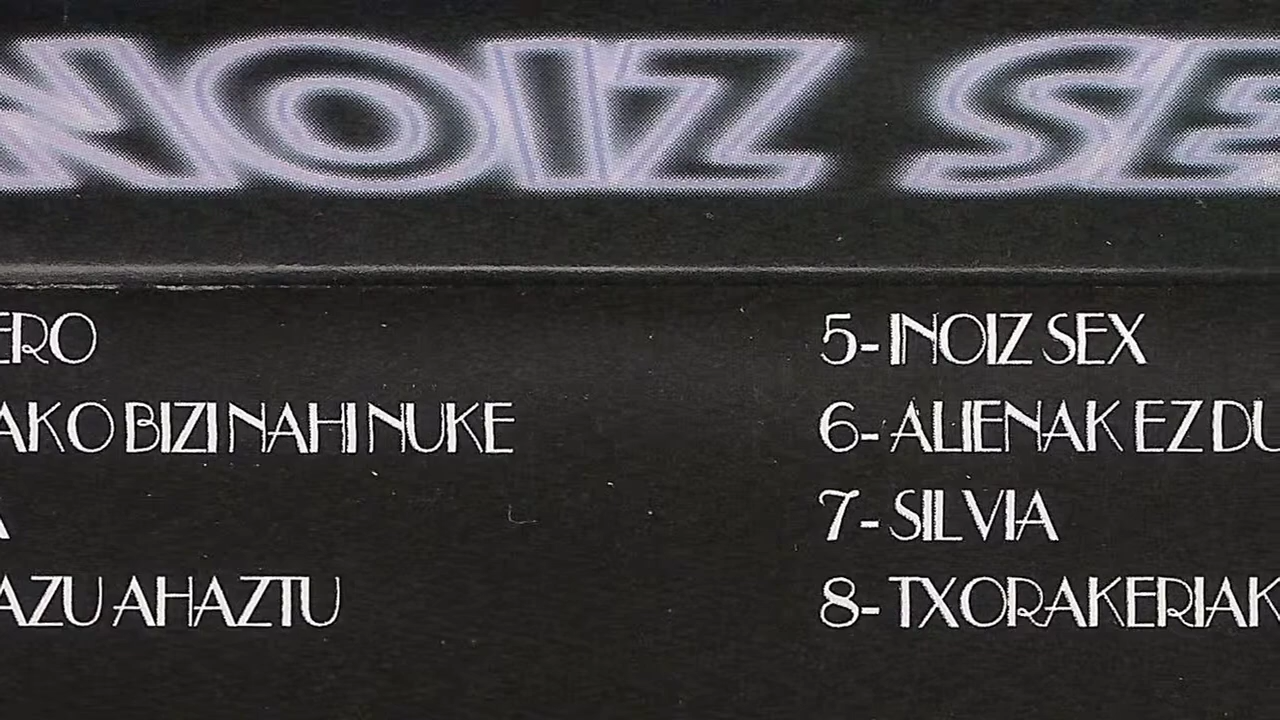 NOIZ SE
ERO
AKO BIZI NAHI NUKE
A
AZU AHAZTU
5- INOIZ SEX
6- ALIENAK EZ DU
7- SILVIA
8- TXORAKERIAK